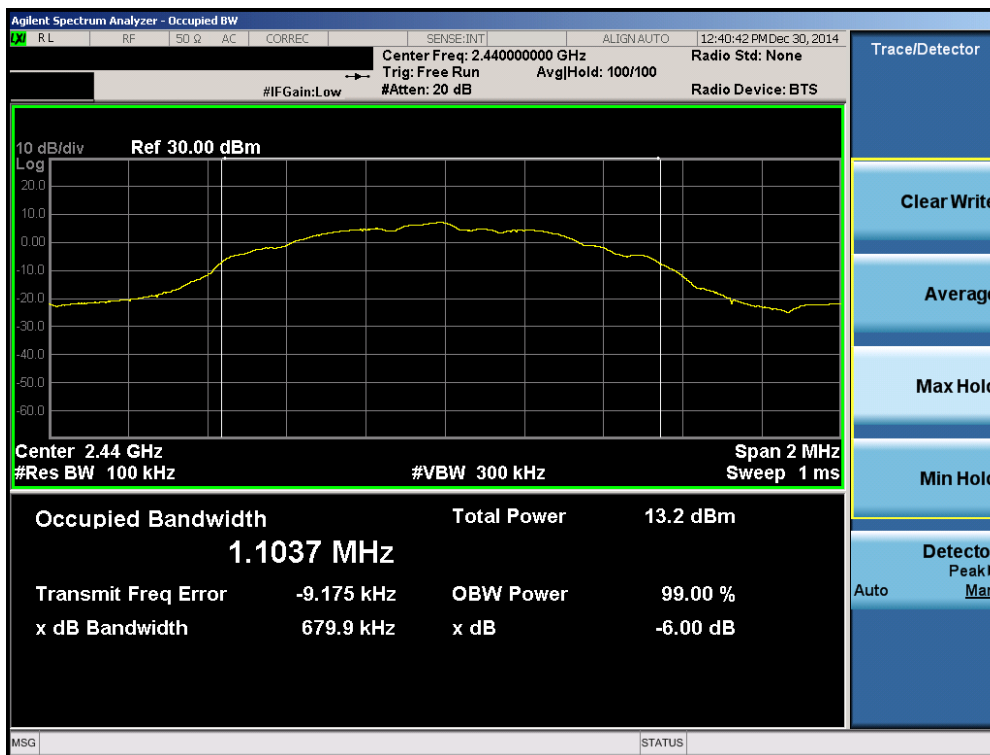 Agilent Spectrum Analyzer - Occupied BW
LXI RL RF 50 Ω AC CORREC SENSE:INT ALIGN AUTO 12:40:42 PM Dec 30, 2014
Center Freq: 2.440000000 GHz Radio Std: None
Trig: Free Run Avg|Hold: 100/100
#IFGain:Low #Atten: 20 dB Radio Device: BTS
10 dB/div Ref 30.00 dBm
Log
20.0
10.0
0.00
-10.0
-20.0
-30.0
-40.0
-50.0
-60.0
Center 2.44 GHz Span 2 MHz
#Res BW 100 kHz #VBW 300 kHz Sweep 1 ms
Occupied Bandwidth Total Power 13.2 dBm
1.1037 MHz
Transmit Freq Error -9.175 kHz OBW Power 99.00 %
x dB Bandwidth 679.9 kHz x dB -6.00 dB
MSG STATUS
Trace/Detector
Clear Write
Average
Max Hold
Min Hold
Detecto
Peak
Auto Man